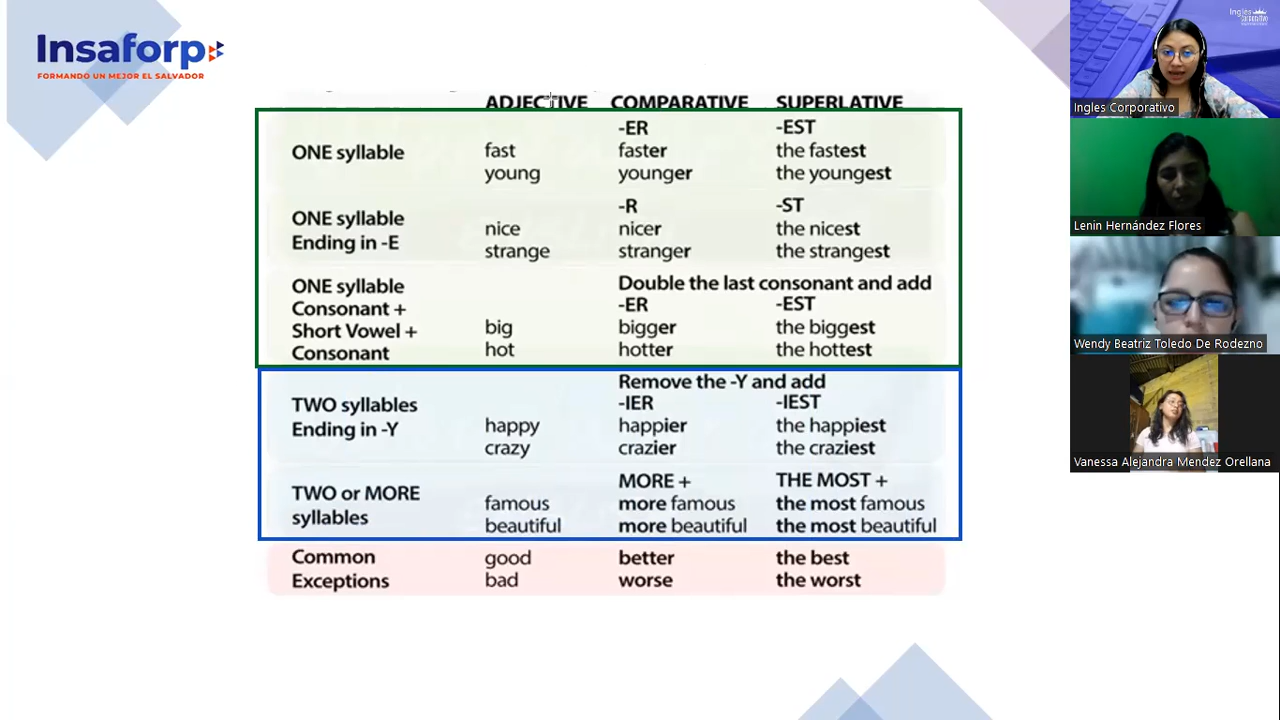 Insaforp
FORMANDO UN MEJOR EL SALVADOR
ADJECTIVE COMPARATIVE SUPERLATIVE
-ER -EST
ONE syllable fast faster the fastest
young younger the youngest
-R -ST
ONE syllable
Ending in -E
nice nicer the nicest
strange stranger the strangest
ONE syllable
Consonant +
Short Vowel +
Consonant
Double the last consonant and add
-ER -EST
big bigger the biggest
hot hotter the hottest
TWO syllables
Ending in -Y
Remove the -Y and add
-IER -IEST
happy happier the happiest
crazy crazier the craziest
TWO or MORE
syllables
MORE + THE MOST +
famous more famous the most famous
beautiful more beautiful the most beautiful
Common
Exceptions
good better the best
bad worse the worst
Ingles
Ingles Corporativo
Lenin Hernández Flores
Wendy Beatriz Toledo De Rodezno
Vanessa Alejandra Mendez Orellana